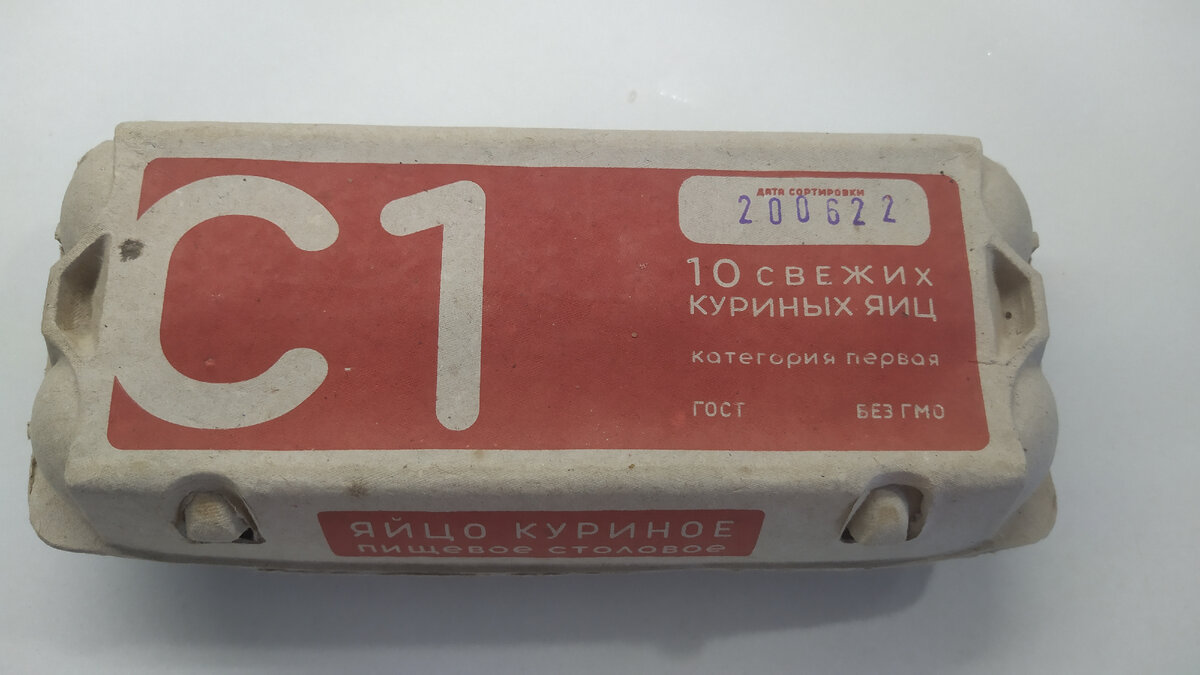 С1
ДАТА СОРТИРОВКИ
200622
10 СВЕЖИХ
КУРИНЫХ ЯИЦ
категория первая
ГОСТ БЕЗ ГМО
ЯЙЦО КУРИНОЕ
пищевое столовое